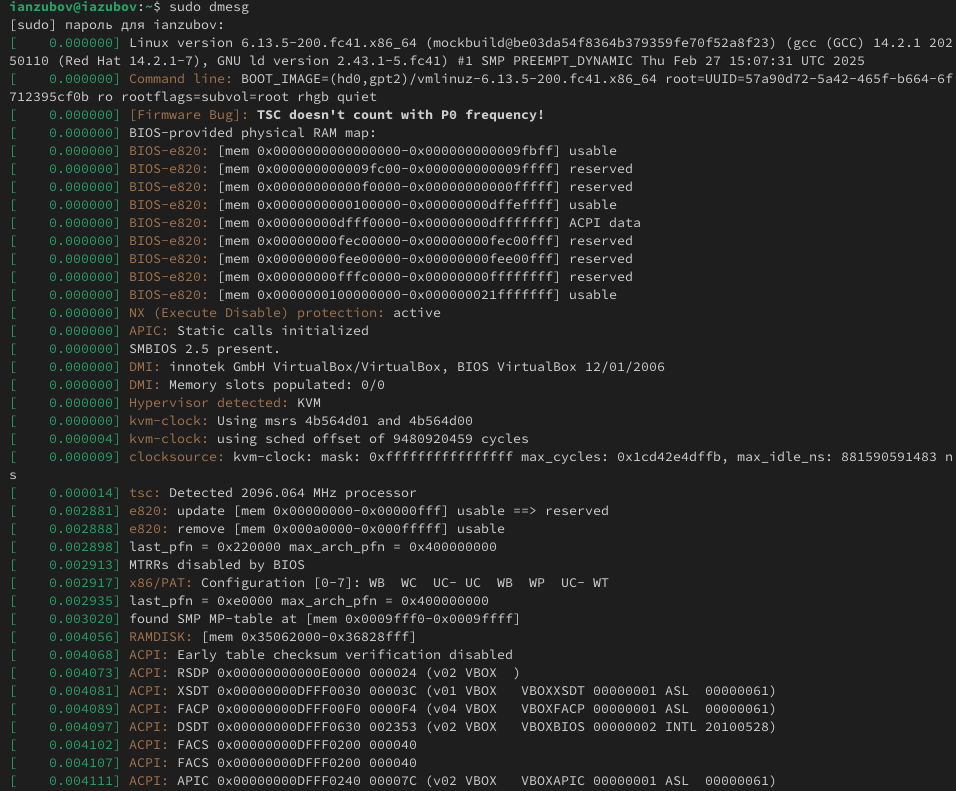 ianzubov@iazubov:~$ sudo dmesg
[sudo] пароль для ianzubov:
[    0.000000] Linux version 6.13.5-200.fc41.x86_64 (mockbuild@be03da54f8364b379359fe70f52a8f23) (gcc (GCC) 14.2.1 202
50110 (Red Hat 14.2.1-7), GNU ld version 2.43.1-5.fc41) #1 SMP PREEMPT_DYNAMIC Thu Feb 27 15:07:31 UTC 2025
[    0.000000] Command line: BOOT_IMAGE=(hd0,gpt2)/vmlinuz-6.13.5-200.fc41.x86_64 root=UUID=57a90d72-5a42-465f-b664-6f
712395cf0b ro rootflags=subvol=root rhgb quiet
[    0.000000] [Firmware Bug]: TSC doesn't count with P0 frequency!
[    0.000000] BIOS-provided physical RAM map:
[    0.000000] BIOS-e820: [mem 0x0000000000000000-0x000000000009fbff] usable
[    0.000000] BIOS-e820: [mem 0x000000000009fc00-0x000000000009ffff] reserved
[    0.000000] BIOS-e820: [mem 0x00000000000f0000-0x00000000000fffff] reserved
[    0.000000] BIOS-e820: [mem 0x0000000000100000-0x00000000dffeffff] usable
[    0.000000] BIOS-e820: [mem 0x00000000dfff0000-0x00000000dfffffff] ACPI data
[    0.000000] BIOS-e820: [mem 0x00000000fec00000-0x00000000fec00fff] reserved
[    0.000000] BIOS-e820: [mem 0x00000000fee00000-0x00000000fee00fff] reserved
[    0.000000] BIOS-e820: [mem 0x00000000fffc0000-0x00000000ffffffff] reserved
[    0.000000] BIOS-e820: [mem 0x0000000100000000-0x000000021fffffff] usable
[    0.000000] NX (Execute Disable) protection: active
[    0.000000] APIC: Static calls initialized
[    0.000000] SMBIOS 2.5 present.
[    0.000000] DMI: innotek GmbH VirtualBox/VirtualBox, BIOS VirtualBox 12/01/2006
[    0.000000] DMI: Memory slots populated: 0/0
[    0.000000] Hypervisor detected: KVM
[    0.000000] kvm-clock: Using msrs 4b564d01 and 4b564d00
[    0.000004] kvm-clock: using sched offset of 9480920459 cycles
[    0.000009] clocksource: kvm-clock: mask: 0xffffffffffffffff max_cycles: 0x1cd42e4dffb, max_idle_ns: 881590591483 n
s
[    0.000014] tsc: Detected 2096.064 MHz processor
[    0.002881] e820: update [mem 0x00000000-0x00000fff] usable ==> reserved
[    0.002888] e820: remove [mem 0x000a0000-0x000fffff] usable
[    0.002898] last_pfn = 0x220000 max_arch_pfn = 0x400000000
[    0.002913] MTRRs disabled by BIOS
[    0.002917] x86/PAT: Configuration [0-7]: WB  WC  UC- UC  WB  WP  UC- WT
[    0.002935] last_pfn = 0xe0000 max_arch_pfn = 0x400000000
[    0.003020] found SMP MP-table at [mem 0x0009fff0-0x0009ffff]
[    0.004056] RAMDISK: [mem 0x35062000-0x36828fff]
[    0.004068] ACPI: Early table checksum verification disabled
[    0.004073] ACPI: RSDP 0x00000000000E0000 000024 (v02 VBOX  )
[    0.004081] ACPI: XSDT 0x00000000DFFF0030 00003C (v01 VBOX   VBOXXSDT 00000001 ASL  00000061)
[    0.004089] ACPI: FACP 0x00000000DFFF00F0 0000F4 (v04 VBOX   VBOXFACP 00000001 ASL  00000061)
[    0.004097] ACPI: DSDT 0x00000000DFFF0630 002353 (v02 VBOX   VBOXBIOS 00000002 INTL 20100528)
[    0.004102] ACPI: FACS 0x00000000DFFF0200 000040
[    0.004107] ACPI: FACS 0x00000000DFFF0200 000040
[    0.004111] ACPI: APIC 0x00000000DFFF0240 00007C (v02 VBOX   VBOXAPIC 00000001 ASL  00000061)